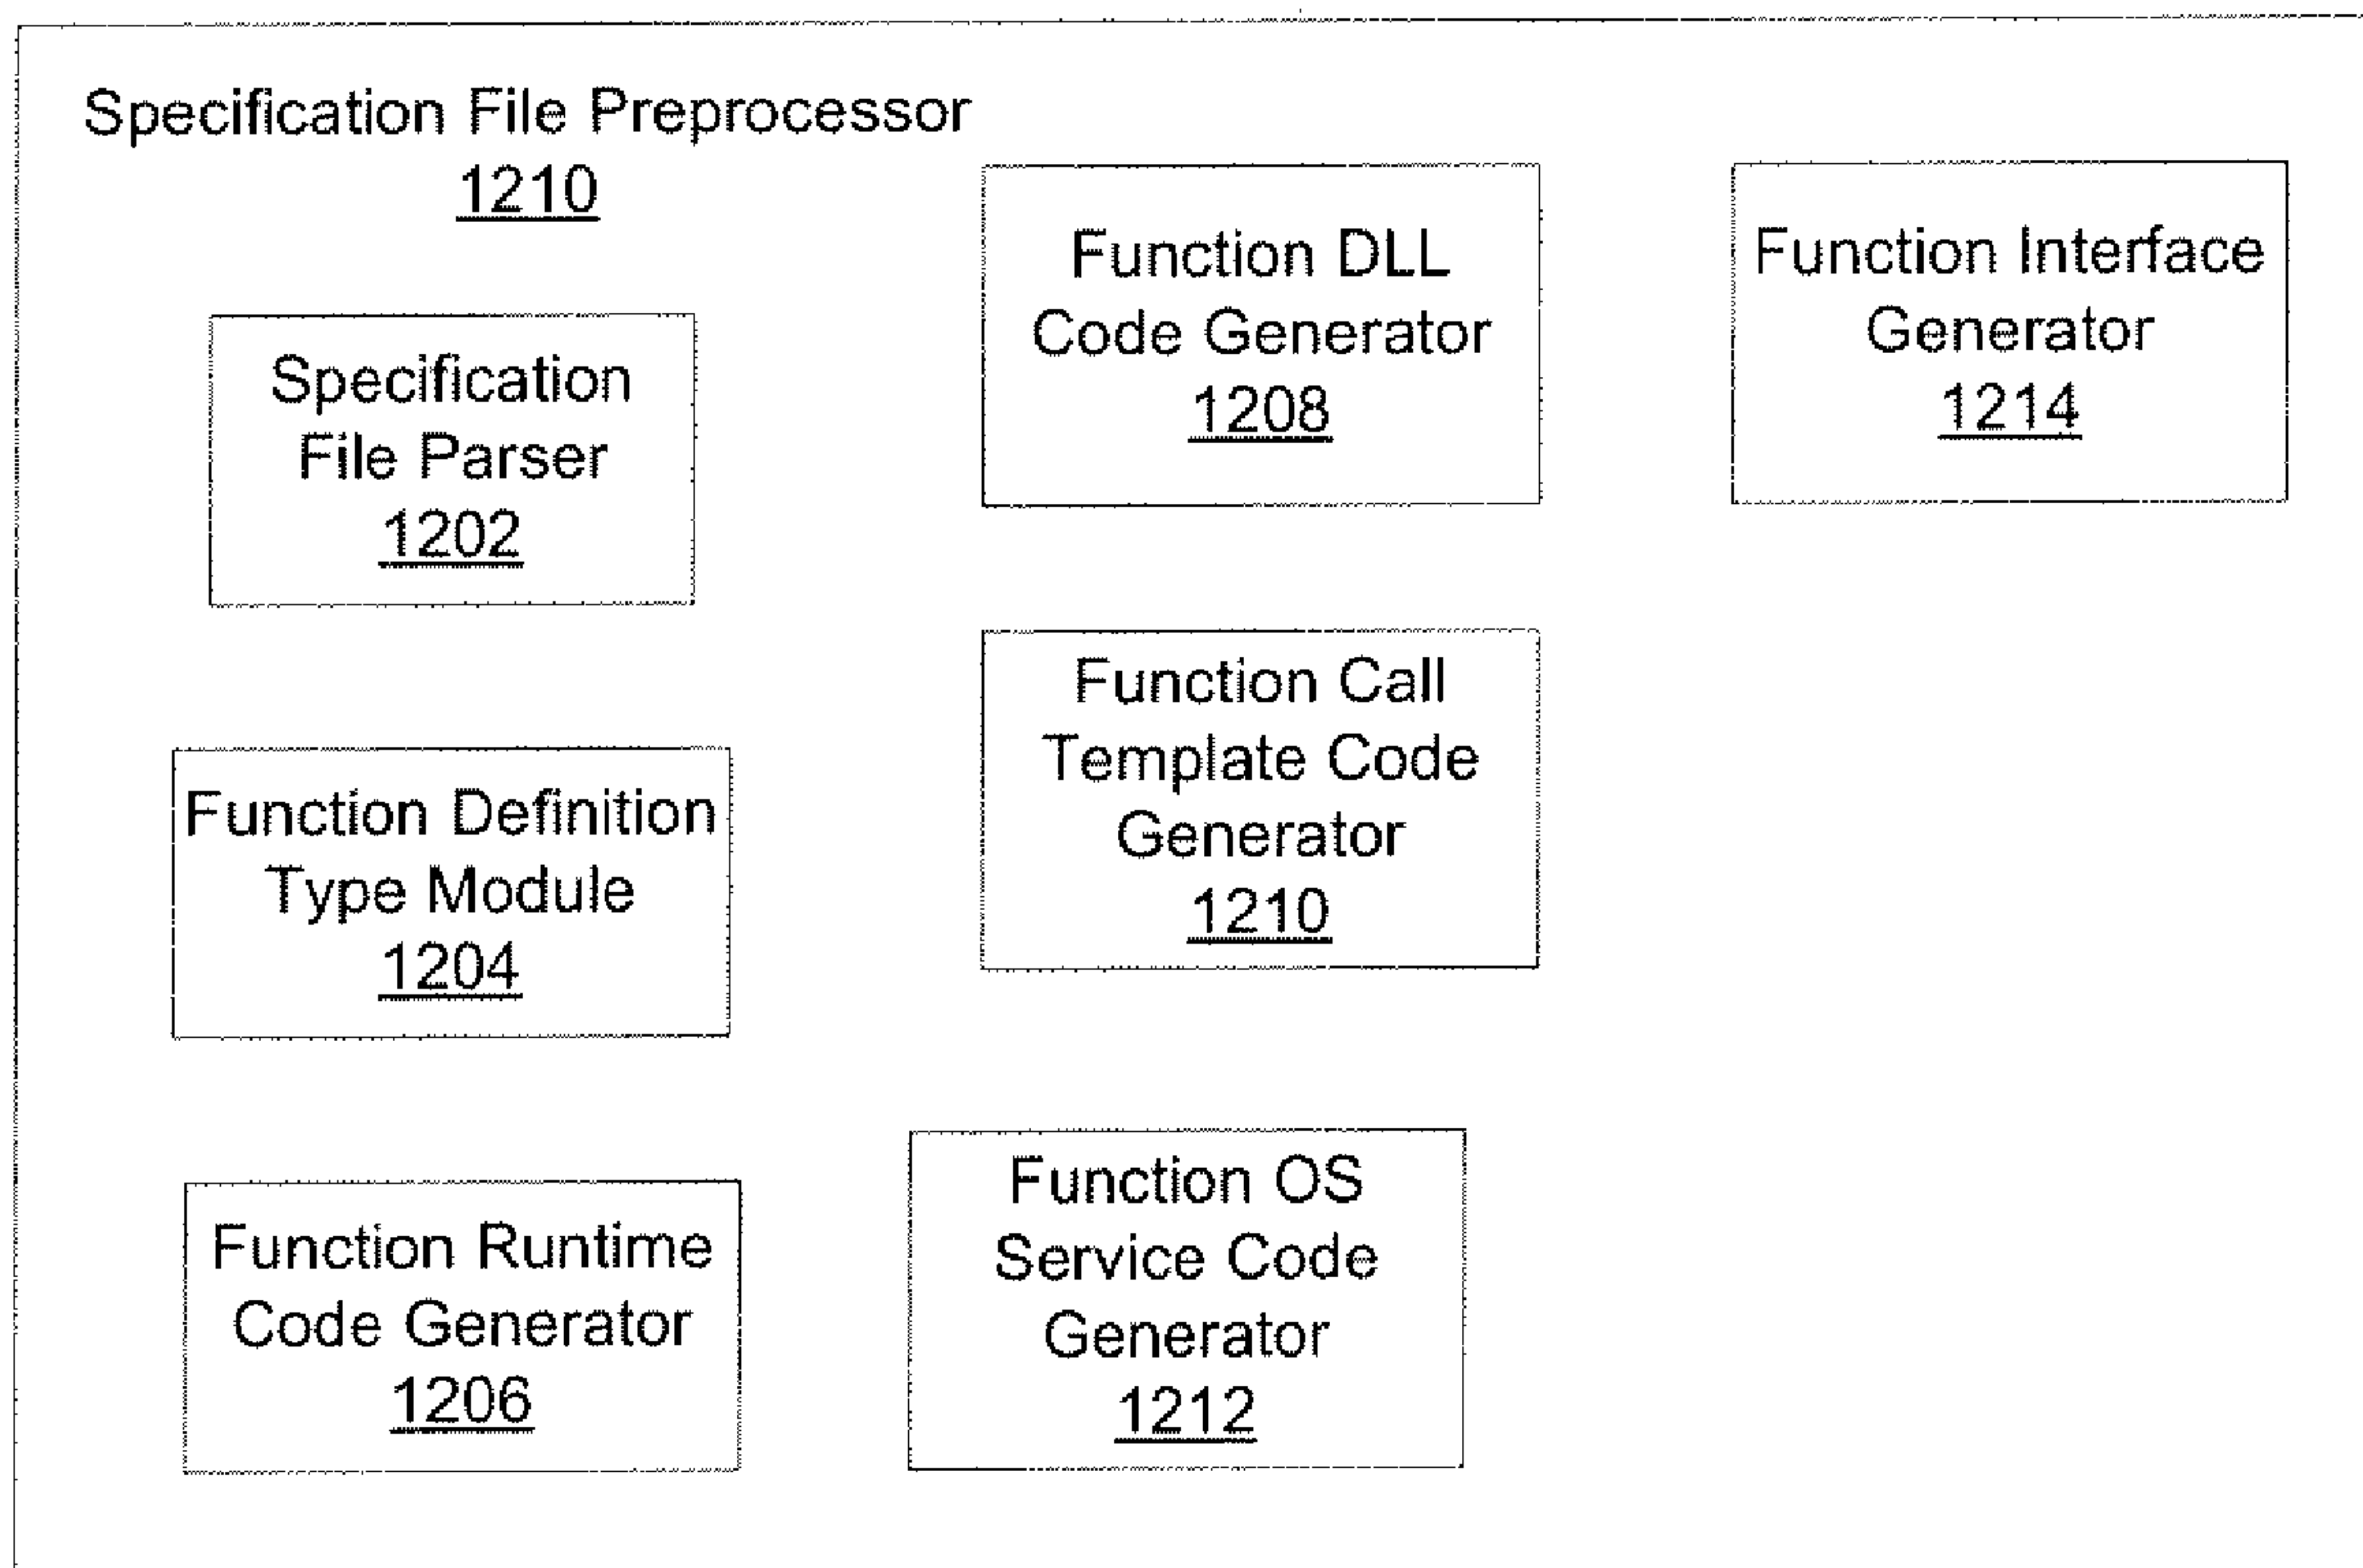 Specification File Preprocessor
1210
Specification
File Parser
1202
Function Definition
Type Module
1204
Function Runtime
Code Generator
1206
Function DLL
Code Generator
1208
Function Call
Template Code
Generator
1210
Function OS
Service Code
Generator
1212
Function Interface
Generator
1214